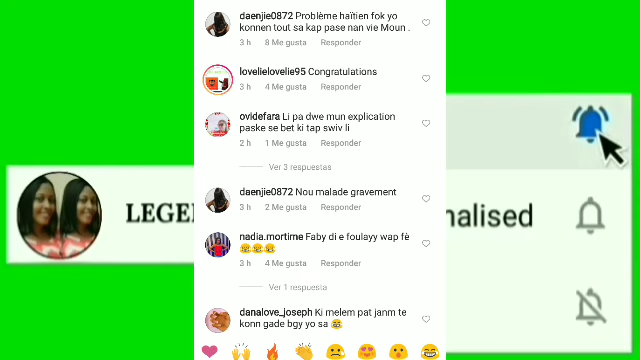 daenjie0872 Problème haïtien fok yo
konnen tout sa kap pase nan vie Moun .
3 h 8 Me gusta Responder
lovelielovelie95 Congratulations
3 h 4 Me gusta Responder
ovidefara Li pa dwe mun explication
paske se bet ki tap swiv li
2 h 1 Me gusta Responder
Ver 3 respuestas
daenjie0872 Nou malade gravement
3 h 2 Me gusta Responder
nadia.mortime Faby di e foulayy wap fè
😂😂😂
3 h 4 Me gusta Responder
Ver 1 respuesta
danalove_joseph Ki melem pat janm te
konn gade bgy yo sa 😂
LEGE
nalised